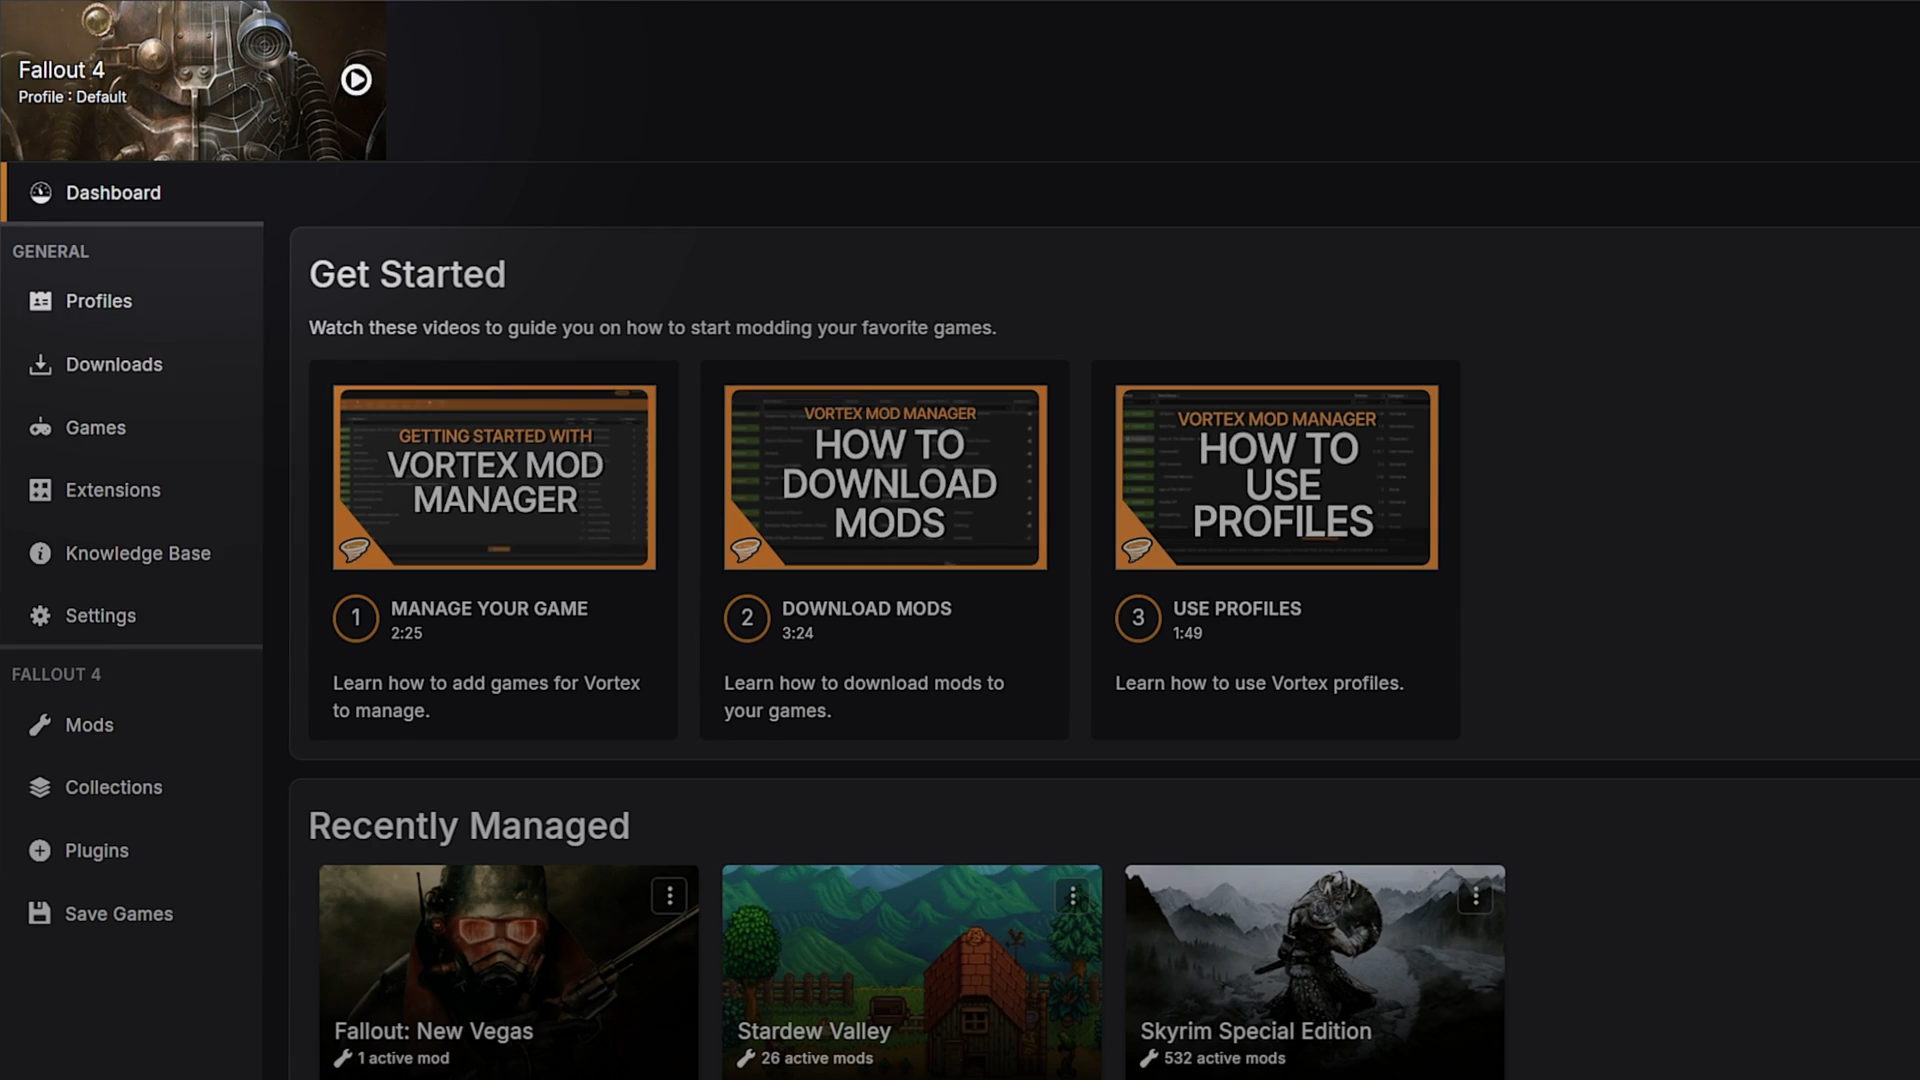 Fallout 4
Profile : Default
Dashboard
GENERAL
Profiles
Downloads
Games
Extensions
Knowledge Base
Settings
FALLOUT 4
Mods
Collections
Plugins
Save Games
Get Started
Watch these videos to guide you on how to start modding your favorite games.
GETTING STARTED WITH
VORTEX MOD
MANAGER
1
MANAGE YOUR GAME
2:25
Learn how to add games for Vortex
to manage.
VORTEX MOD MANAGER
HOW TO
DOWNLOAD
MODS
2
DOWNLOAD MODS
3:24
Learn how to download mods to
your games.
VORTEX MOD MANAGER
HOW TO
USE
PROFILES
3
USE PROFILES
1:49
Learn how to use Vortex profiles.
Recently Managed
Fallout: New Vegas
1 active mod
Stardew Valley
26 active mods
Skyrim Special Edition
532 active mods